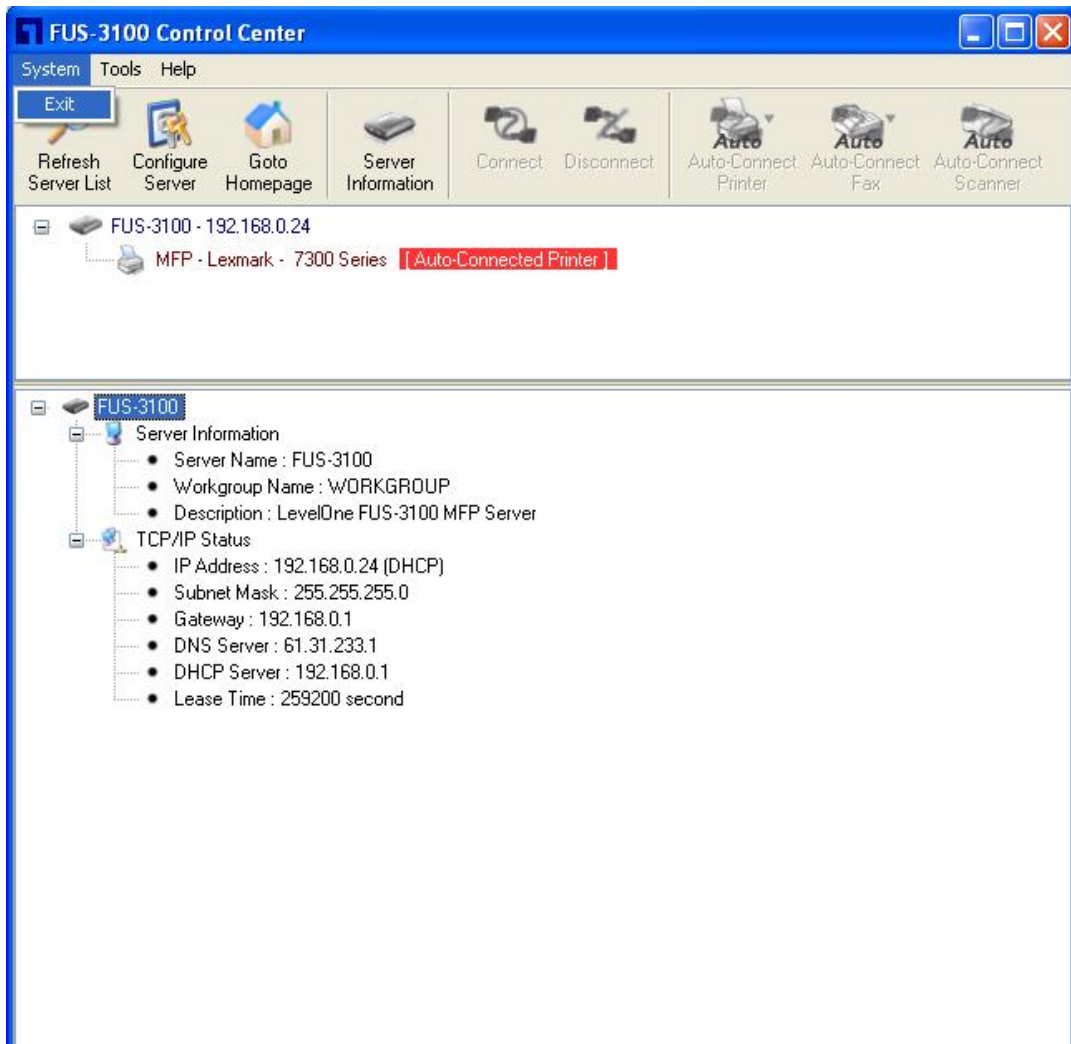 FUS-3100 Control Center
System Tools Help
Exit
Refresh Server List
Configure Server
Goto Homepage
Server Information
Connect
Disconnect
Auto
Auto-Connect Printer
Auto
Auto-Connect Fax
Auto
Auto-Connect Scanner
FUS-3100 - 192.168.0.24
MFP - Lexmark - 7300 Series [ Auto-Connected Printer ]
FUS-3100
Server Information
Server Name : FUS-3100
Workgroup Name : WORKGROUP
Description : LevelOne FUS-3100 MFP Server
TCP/IP Status
IP Address : 192.168.0.24 (DHCP)
Subnet Mask : 255.255.255.0
Gateway : 192.168.0.1
DNS Server : 61.31.233.1
DHCP Server : 192.168.0.1
Lease Time : 259200 second